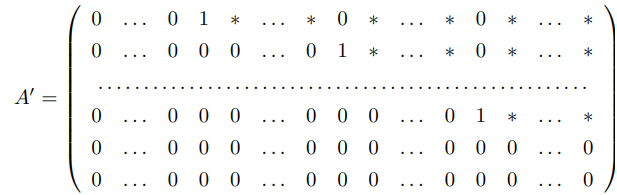 0 … 0 1 ∗ … ∗ 0 ∗ … ∗ 0 ∗ … ∗
0 … 0 0 0 … 0 1 ∗ … ∗ 0 ∗ … ∗
A′ = ......................................................
0 … 0 0 0 … 0 0 0 … 0 1 ∗ … ∗
0 … 0 0 0 … 0 0 0 … 0 0 0 … 0
0 … 0 0 0 … 0 0 0 … 0 0 0 … 0